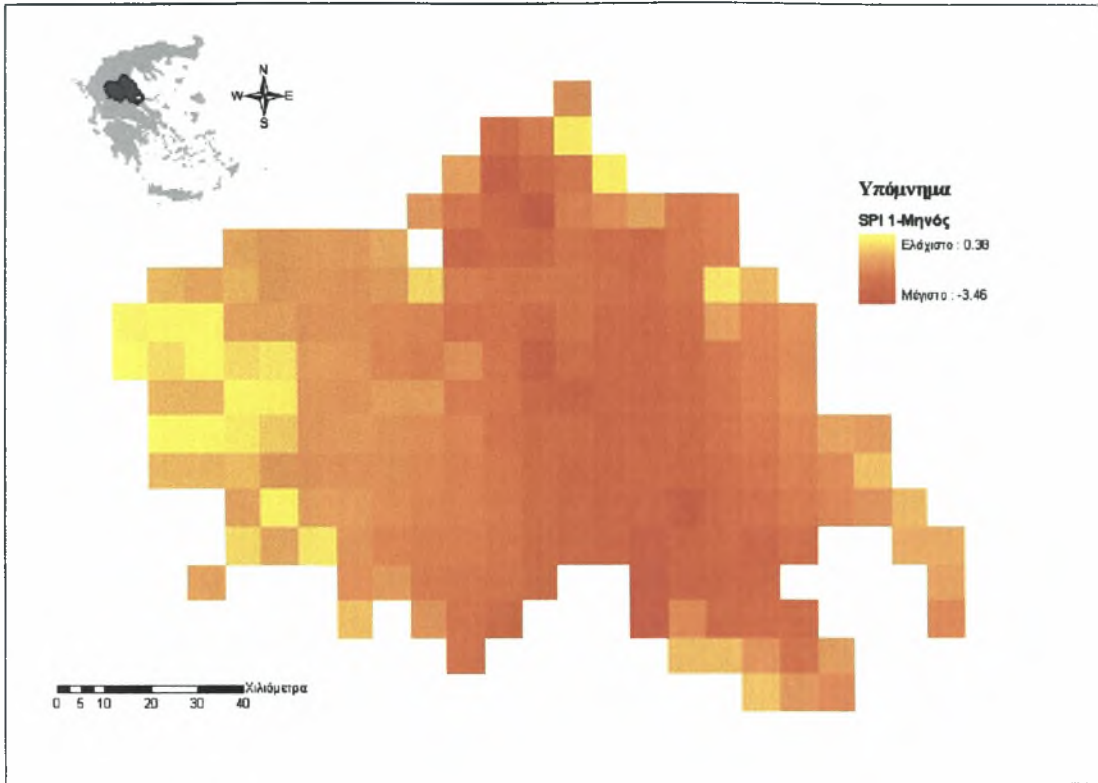 N
W E
S
Υπόμνημα
SPI 1-Μηνός
Ελάχιστο : 0.38
Μέγιστο : -3.46
Χιλιόμετρα
0 5 10 20 30 40